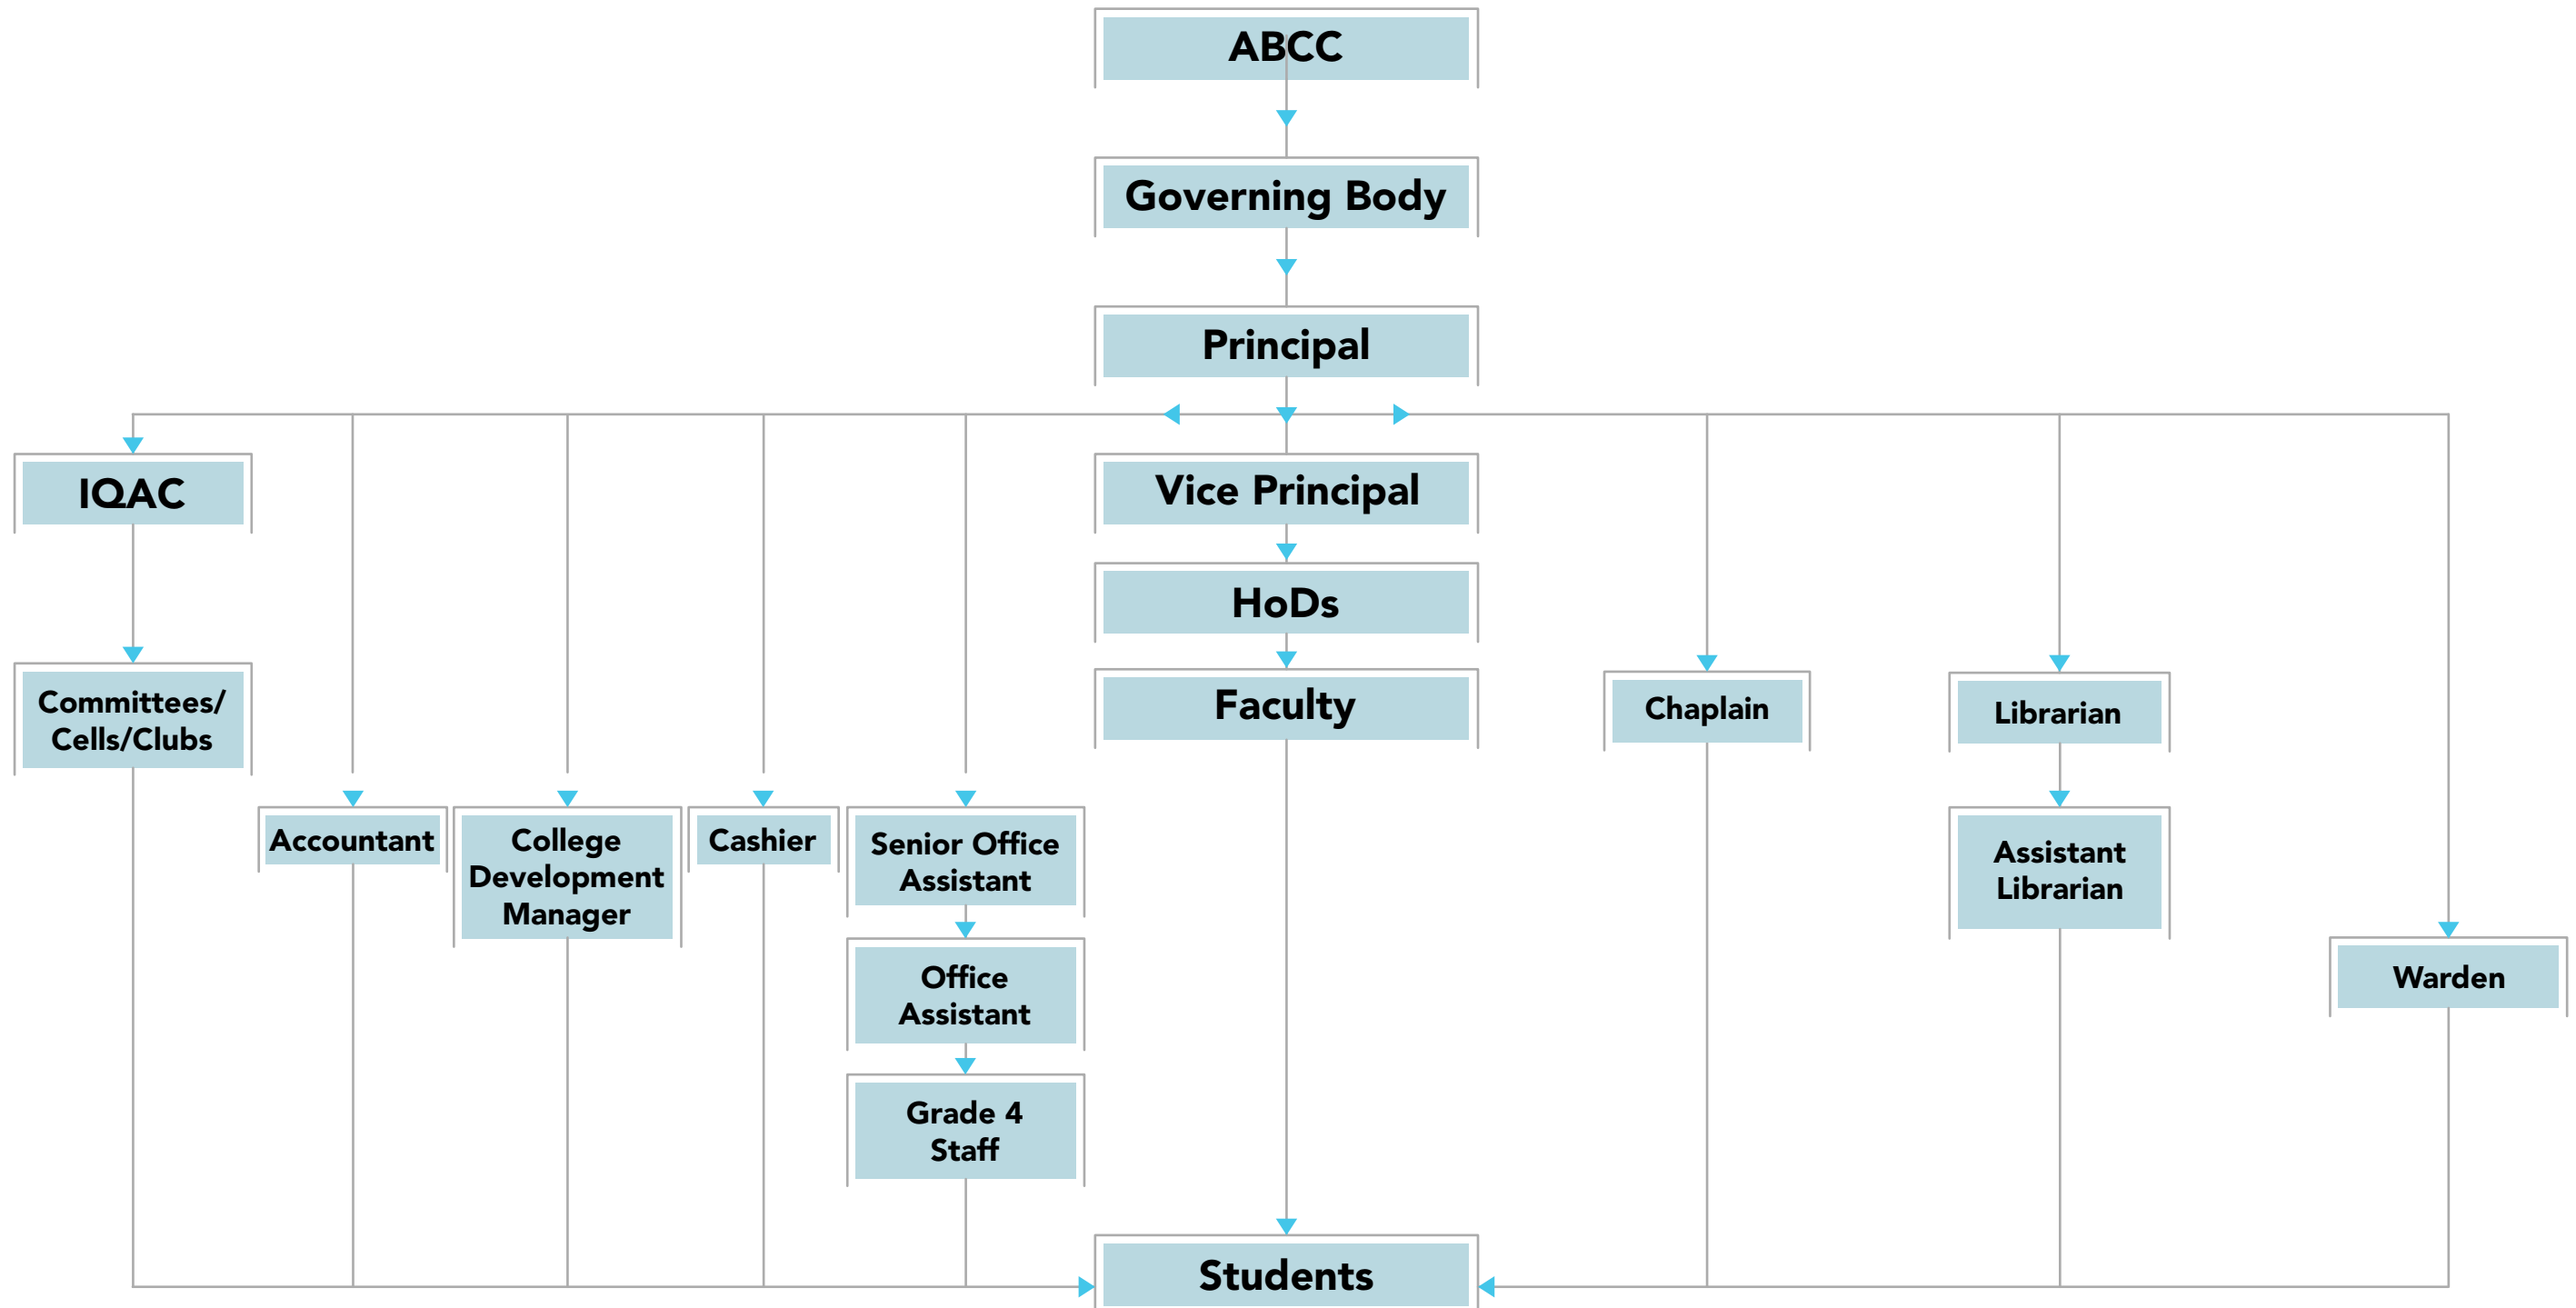 ABCC
Governing Body
Principal
IQAC
Vice Principal
HoDs
Committees/
Cells/Clubs
Faculty
Chaplain
Librarian
Accountant
College
Development
Manager
Cashier
Senior Office
Assistant
Assistant
Librarian
Office
Assistant
Warden
Grade 4
Staff
Students